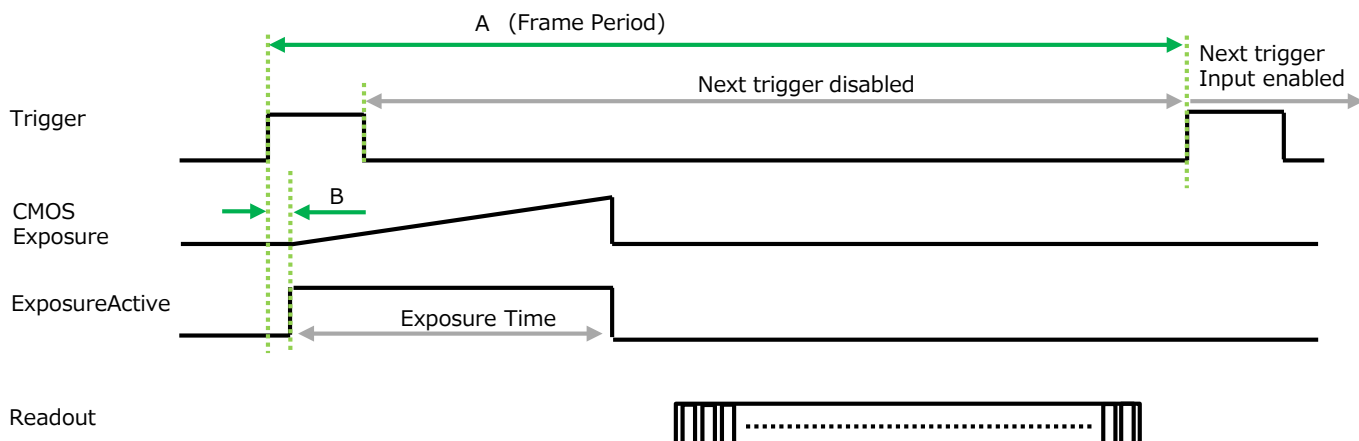 A (Frame Period)
Next trigger
Input enabled
Next trigger disabled
Trigger
B
CMOS
Exposure
ExposureActive
Exposure Time
Readout